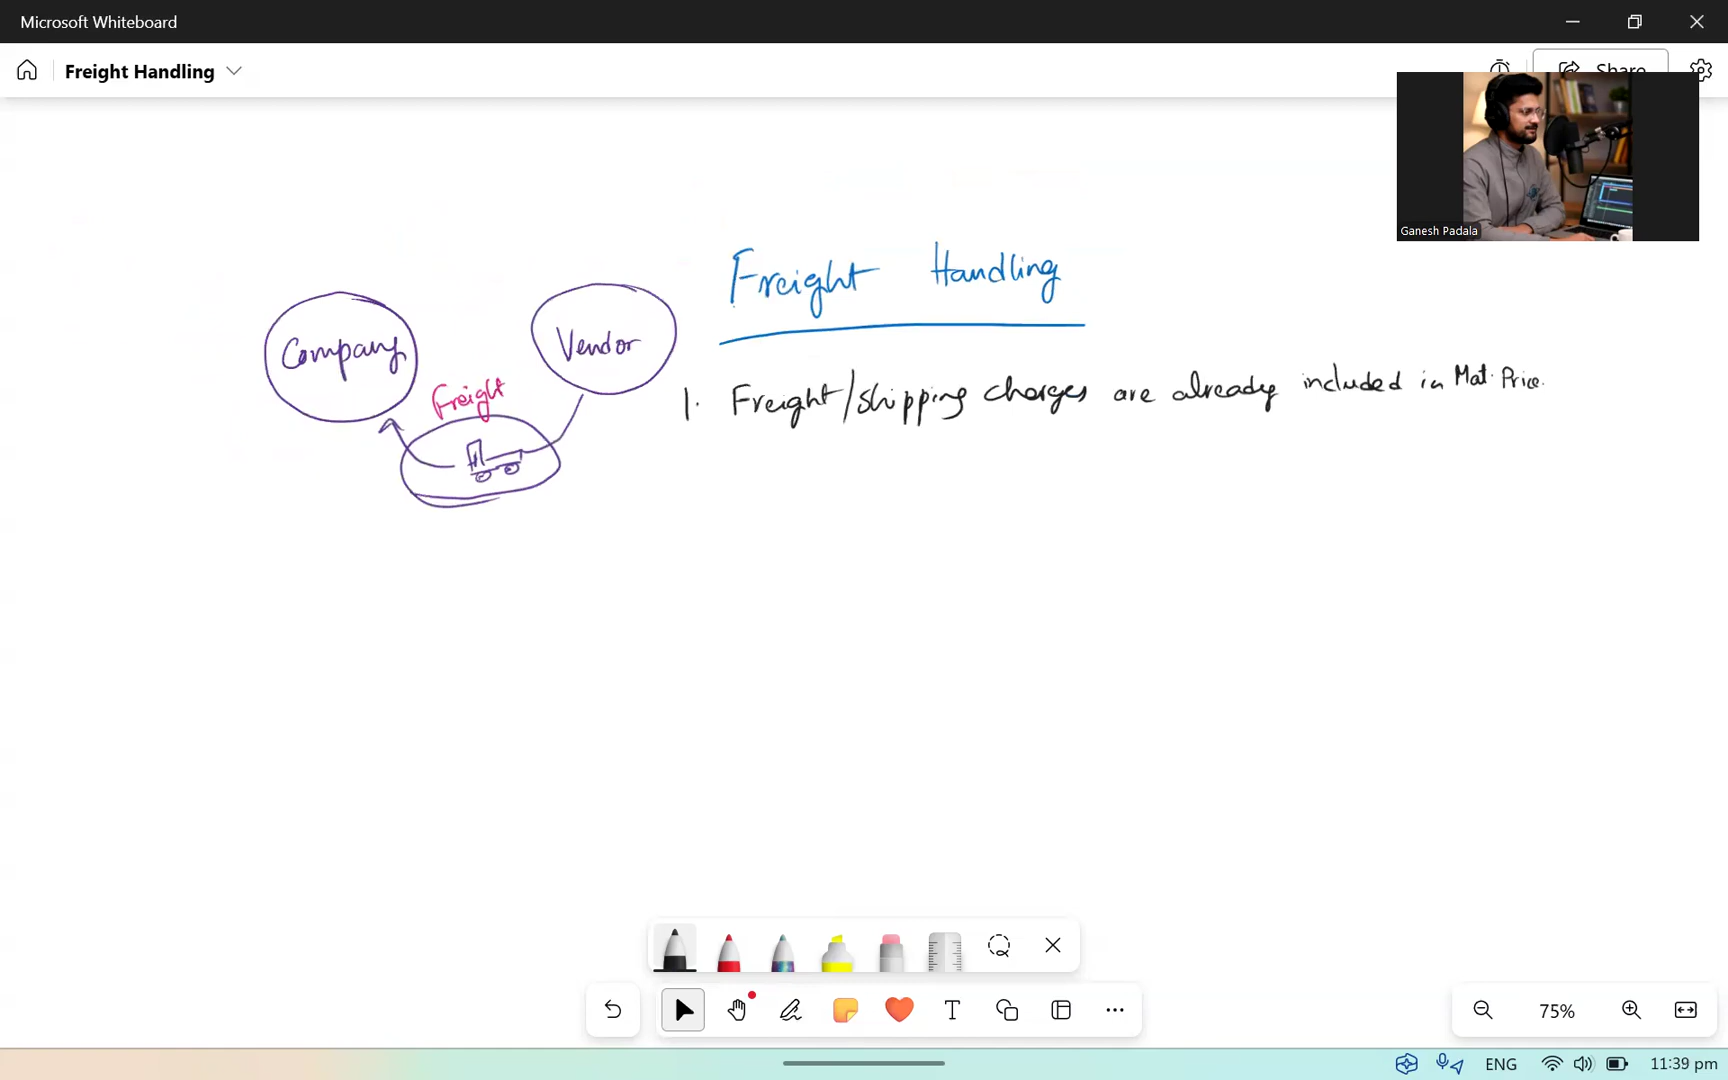 Microsoft Whiteboard
Freight Handling
Share
Ganesh Padala
Freight Handling
Company
Vendor
Freight
1. Freight/shipping charges are already included in Mat. Price.
75%
ENG
11:39 pm